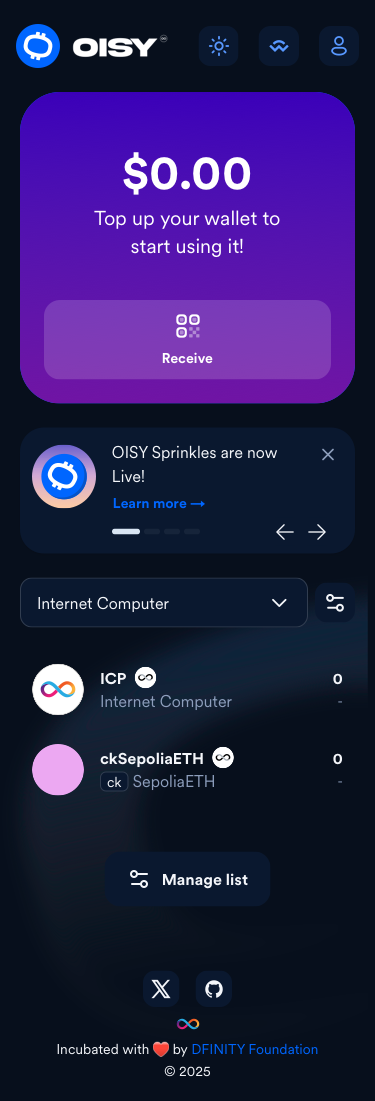 OISY
$0.00
Top up your wallet to
start using it!
Receive
OISY Sprinkles are now
Live!
Learn more →
Internet Computer
ICP 0
Internet Computer -
ckSepoliaETH 0
ck SepoliaETH -
Manage list
Incubated with ❤️ by DFINITY Foundation
© 2025